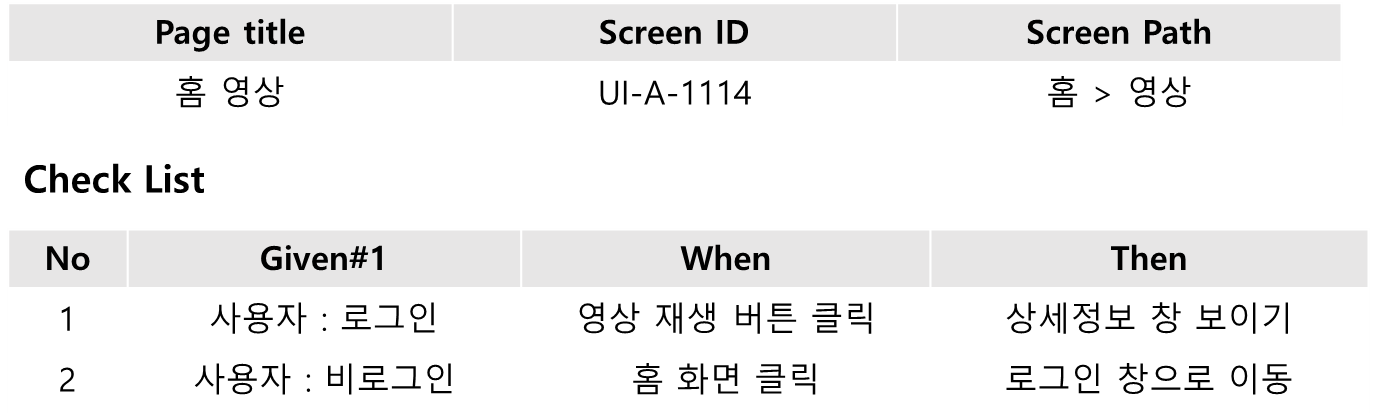 Page title Screen ID Screen Path
홈 영상 UI-A-1114 홈 > 영상
Check List
No Given#1 When Then
1 사용자 : 로그인 영상 재생 버튼 클릭 상세정보 창 보이기
2 사용자 : 비로그인 홈 화면 클릭 로그인 창으로 이동